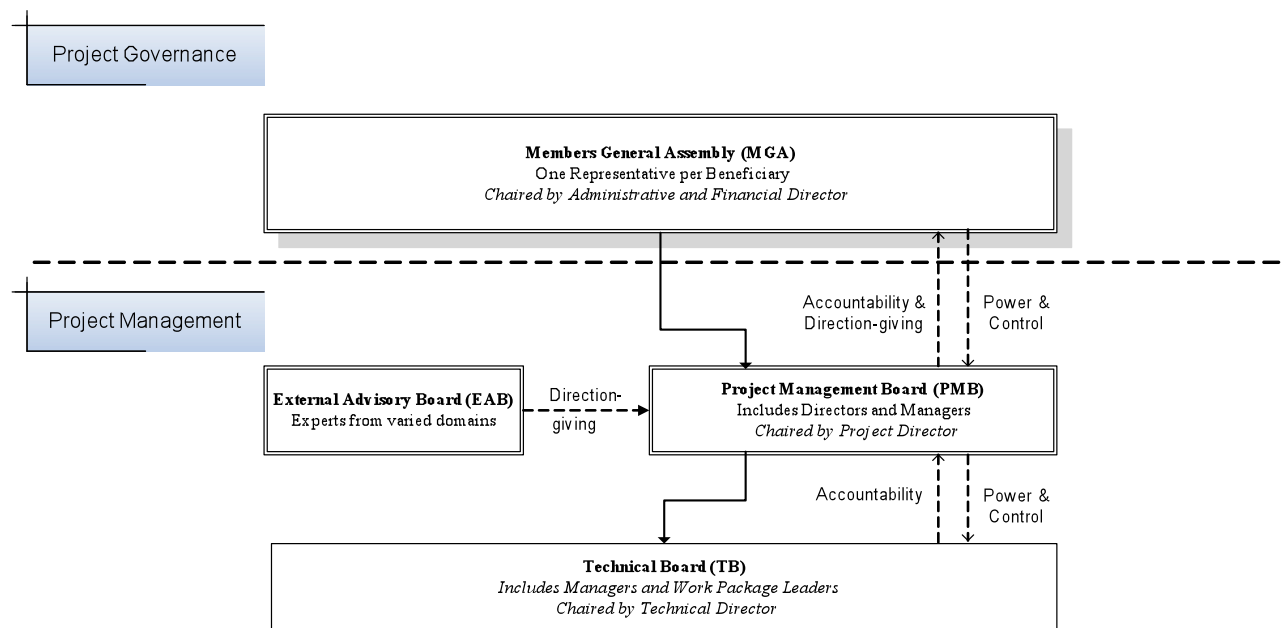 Project Governance
Members General Assembly (MGA)
One Representative per Beneficiary
Chaired by Administrative and Financial Director
Project Management
Accountability &
Direction-giving
Power &
Control
External Advisory Board (EAB)
Experts from varied domains
Direction-
giving
Project Management Board (PMB)
Includes Directors and Managers
Chaired by Project Director
Accountability
Power &
Control
Technical Board (TB)
Includes Managers and Work Package Leaders
Chaired by Technical Director